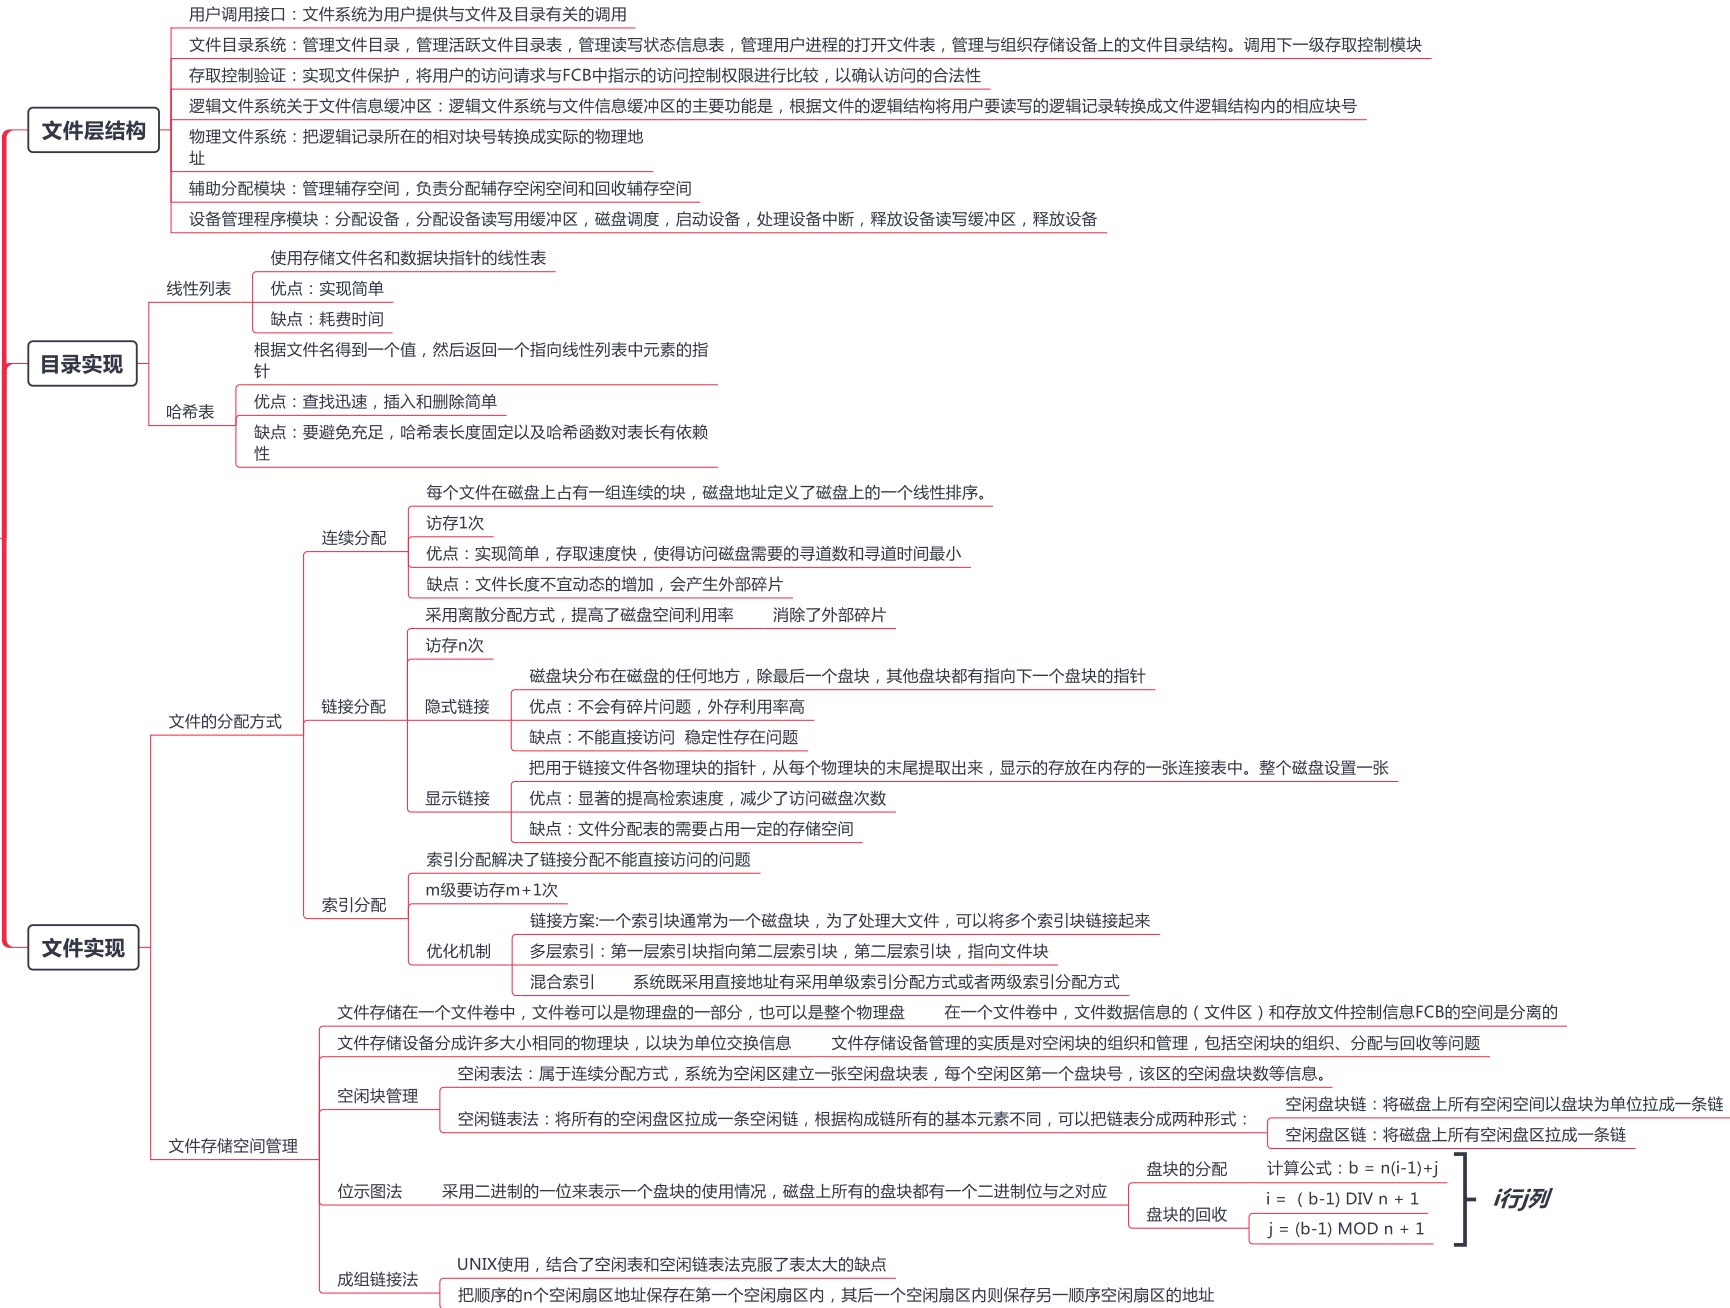 用户调用接口：文件系统为用户提供与文件及目录有关的调用
文件目录系统：管理文件目录，管理活跃文件目录表，管理读写状态信息表，管理用户进程的打开文件表，管理与组织存储设备上的文件目录结构。调用下一级存取控制模块
存取控制验证：实现文件保护，将用户的访问请求与FCB中指示的访问控制权限进行比较，以确认访问的合法性
逻辑文件系统关于文件信息缓冲区：逻辑文件系统与文件信息缓冲区的主要功能是，根据文件的逻辑结构将用户要读写的逻辑记录转换成文件逻辑结构内的相应块号
文件层结构
物理文件系统：把逻辑记录所在的相对块号转换成实际的物理地
址
辅助分配模块：管理辅存空间，负责分配辅存空闲空间和回收辅存空间
设备管理程序模块：分配设备，分配设备读写用缓冲区，磁盘调度，启动设备，处理设备中断，释放设备读写缓冲区，释放设备
目录实现
线性列表
使用存储文件名和数据块指针的线性表
优点：实现简单
缺点：耗费时间
哈希表
根据文件名得到一个值，然后返回一个指向线性列表中元素的指
针
优点：查找迅速，插入和删除简单
缺点：要避免充足，哈希表长度固定以及哈希函数对表长有依赖
性
文件实现
文件的分配方式
连续分配
每个文件在磁盘上占有一组连续的块，磁盘地址定义了磁盘上的一个线性排序。
访存1次
优点：实现简单，存取速度快，使得访问磁盘需要的寻道数和寻道时间最小
缺点：文件长度不宜动态的增加，会产生外部碎片
链接分配
采用离散分配方式，提高了磁盘空间利用率 消除了外部碎片
访存n次
隐式链接
磁盘块分布在磁盘的任何地方，除最后一个盘块，其他盘块都有指向下一个盘块的指针
优点：不会有碎片问题，外存利用率高
缺点：不能直接访问 稳定性存在问题
显示链接
把用于链接文件各物理块的指针，从每个物理块的末尾提取出来，显示的存放在内存的一张连接表中。整个磁盘设置一张
优点：显著的提高检索速度，减少了访问磁盘次数
缺点：文件分配表的需要占用一定的存储空间
索引分配
索引分配解决了链接分配不能直接访问的问题
m级要访存m+1次
优化机制
链接方案:一个索引块通常为一个磁盘块，为了处理大文件，可以将多个索引块链接起来
多层索引：第一层索引块指向第二层索引块，第二层索引块，指向文件块
混合索引 系统既采用直接地址有采用单级索引分配方式或者两级索引分配方式
文件存储空间管理
文件存储在一个文件卷中，文件卷可以是物理盘的一部分，也可以是整个物理盘 在一个文件卷中，文件数据信息的（文件区）和存放文件控制信息FCB的空间是分离的
文件存储设备分成许多大小相同的物理块，以块为单位交换信息 文件存储设备管理的实质是对空闲块的组织和管理，包括空闲块的组织、分配与回收等问题
空闲块管理
空闲表法：属于连续分配方式，系统为空闲区建立一张空闲盘块表，每个空闲区第一个盘块号，该区的空闲盘块数等信息。
空闲链表法：将所有的空闲盘区拉成一条空闲链，根据构成链所有的基本元素不同，可以把链表分成两种形式：
空闲盘块链：将磁盘上所有空闲空间以盘块为单位拉成一条链
空闲盘区链：将磁盘上所有空闲盘区拉成一条链
位示图法 采用二进制的一位来表示一个盘块的使用情况，磁盘上所有的盘块都有一个二进制位与之对应
盘块的分配 计算公式：b = n(i-1)+j
盘块的回收
i = ( b-1) DIV n + 1
j = (b-1) MOD n + 1
i行j列
成组链接法
UNIX使用，结合了空闲表和空闲链表法克服了表太大的缺点
把顺序的n个空闲扇区地址保存在第一个空闲扇区内，其后一个空闲扇区内则保存另一顺序空闲扇区的地址